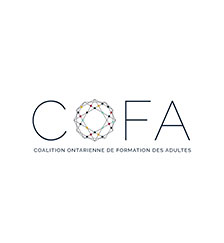 COFA
COALITION ONTARIENNE DE FORMATION DES ADULTES